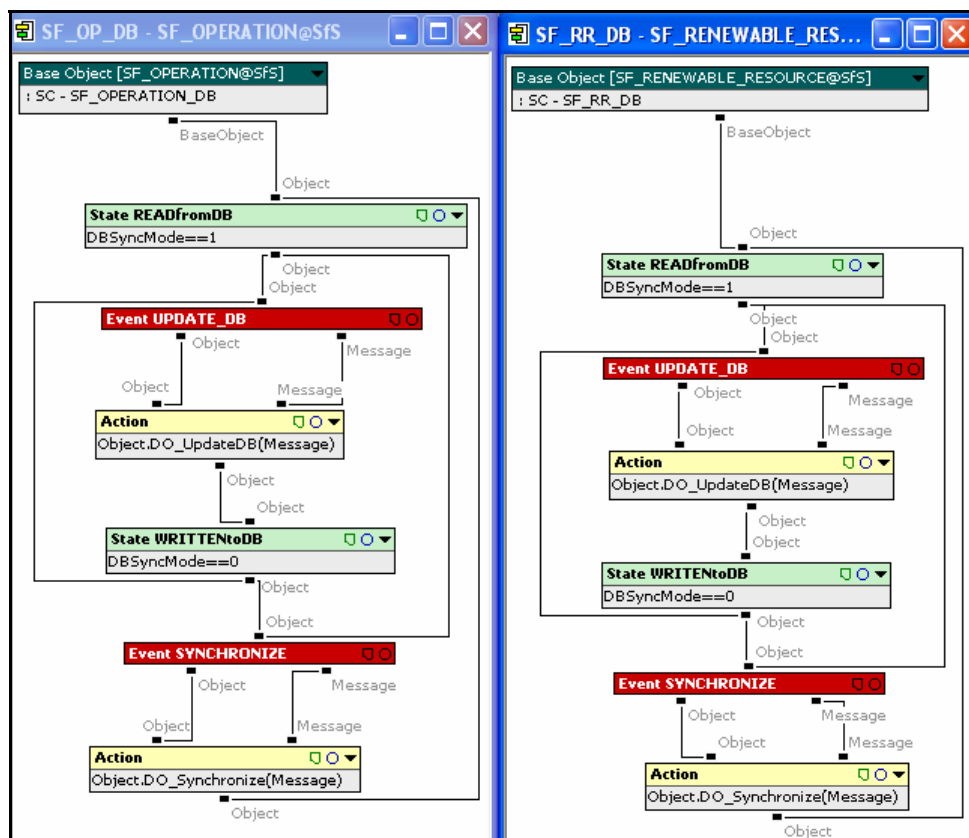 SF_OP_DB - SF_OPERATION@SfS
Base Object [SF_OPERATION@SfS]
: SC - SF_OPERATION_DB
BaseObject
Object
State READfromDB
DBSyncMode==1
Object
Object
Event UPDATE_DB
Object
Message
Object
Message
Action
Object.DO_UpdateDB(Message)
Object
Object
State WRITTENtoDB
DBSyncMode==0
Object
Object
Event SYNCHRONIZE
Object
Message
Object
Message
Action
Object.DO_Synchronize(Message)
Object
SF_RR_DB - SF_RENEWABLE_RES...
Base Object [SF_RENEWABLE_RESOURCE@SfS]
: SC - SF_RR_DB
BaseObject
Object
State READfromDB
DBSyncMode==1
Object
Object
Event UPDATE_DB
Object
Message
Object
Message
Action
Object.DO_UpdateDB(Message)
Object
Object
State WRITENtoDB
DBSyncMode==0
Object
Object
Event SYNCHRONIZE
Object
Message
Object
Message
Action
Object.DO_Synchronize(Message)
Object